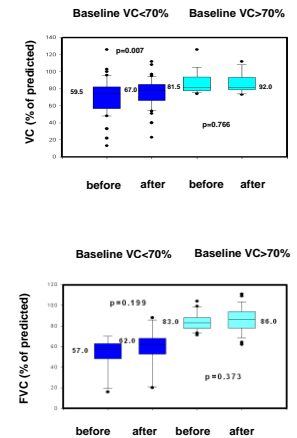 Baseline VC<70% Baseline VC>70%
VC (% of predicted)
140
120
100
80
60
40
20
0
p=0.007
59.5 67.0 81.5 92.0
p=0.766
before after before after
Baseline VC<70% Baseline VC>70%
FVC (% of predicted)
120
100
80
60
40
20
0
p=0.199
57.0 62.0 83.0 86.0
p=0.373
before after before after